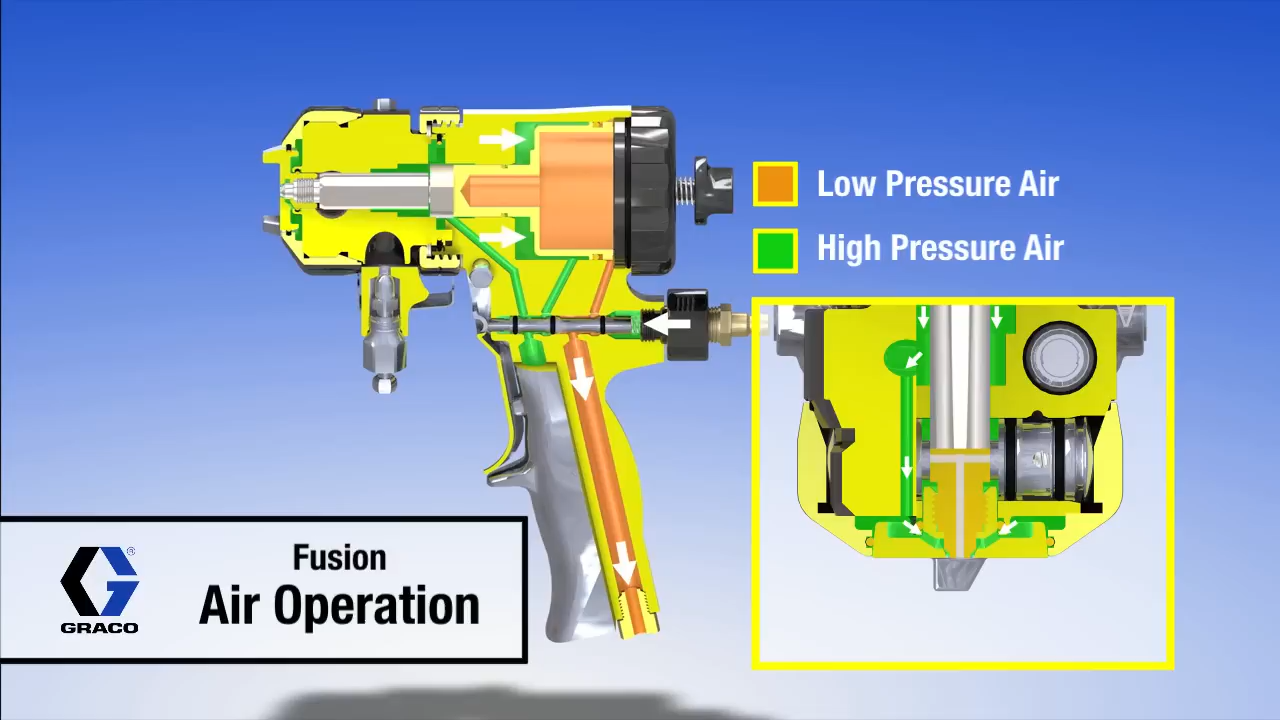 Low Pressure Air
High Pressure Air
Fusion
Air Operation
®
GRACO